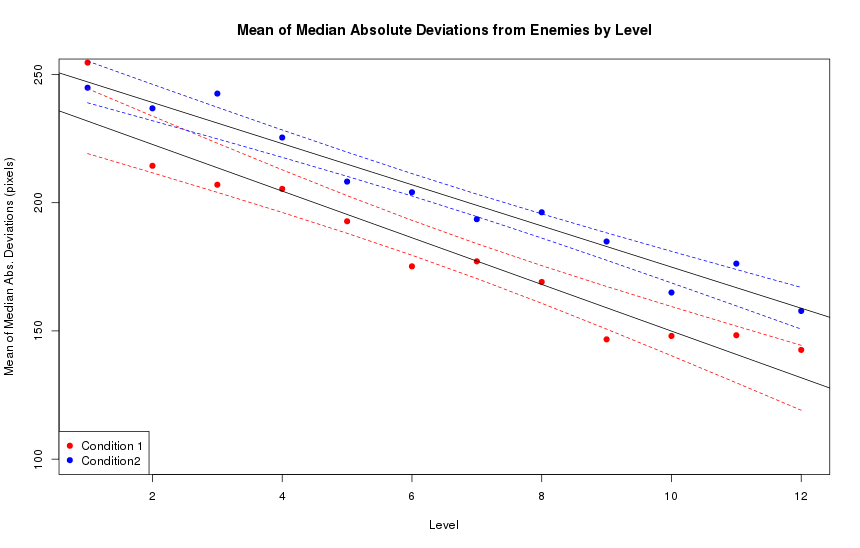 Mean of Median Absolute Deviations from Enemies by Level
Mean of Median Abs. Deviations (pixels)
250
200
150
100
Condition 1
Condition2
2 4 6 8 10 12
Level